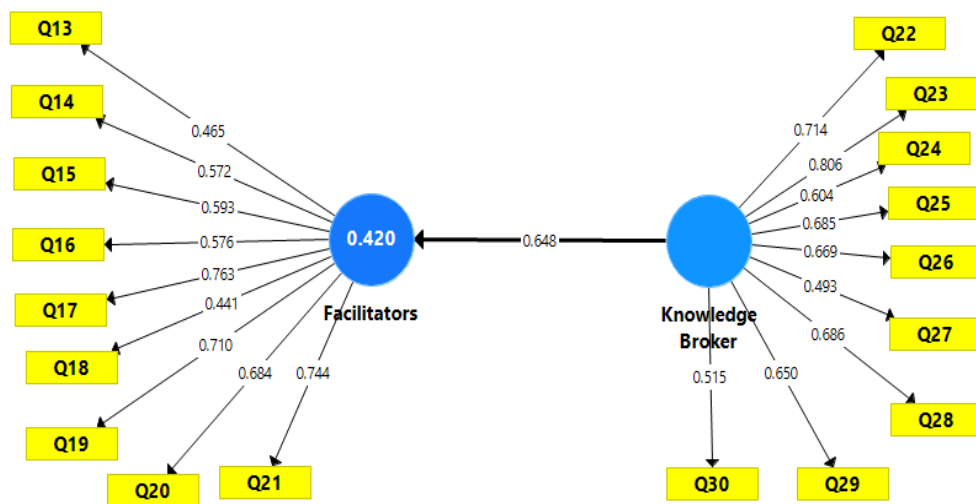 Q13
Q14
Q15
Q16
Q17
Q18
Q19
Q20
Q21
0.465
0.572
0.593
0.576
0.763
0.441
0.710
0.684
0.744
0.420
Facilitators
0.648
Knowledge
Broker
0.714
0.806
0.604
0.685
0.669
0.493
0.686
0.650
0.515
Q22
Q23
Q24
Q25
Q26
Q27
Q28
Q29
Q30